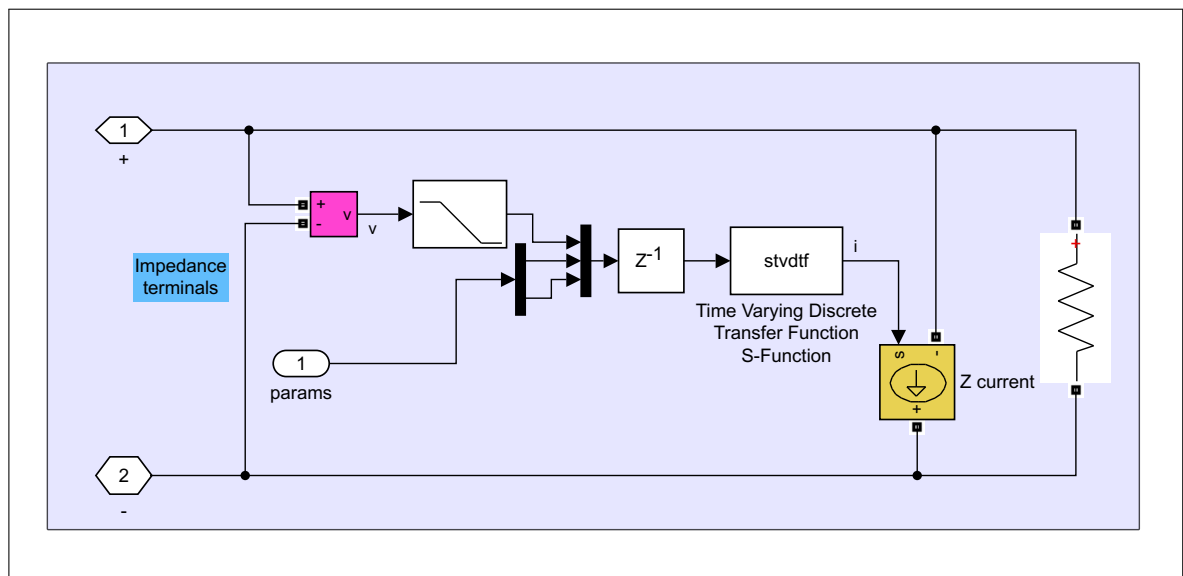 1
+
+
-
v
v
Impedance
terminals
Z-1
stvdtf
i
Time Varying Discrete
Transfer Function
S-Function
1
params
s
-
+
Z current
+
2
-